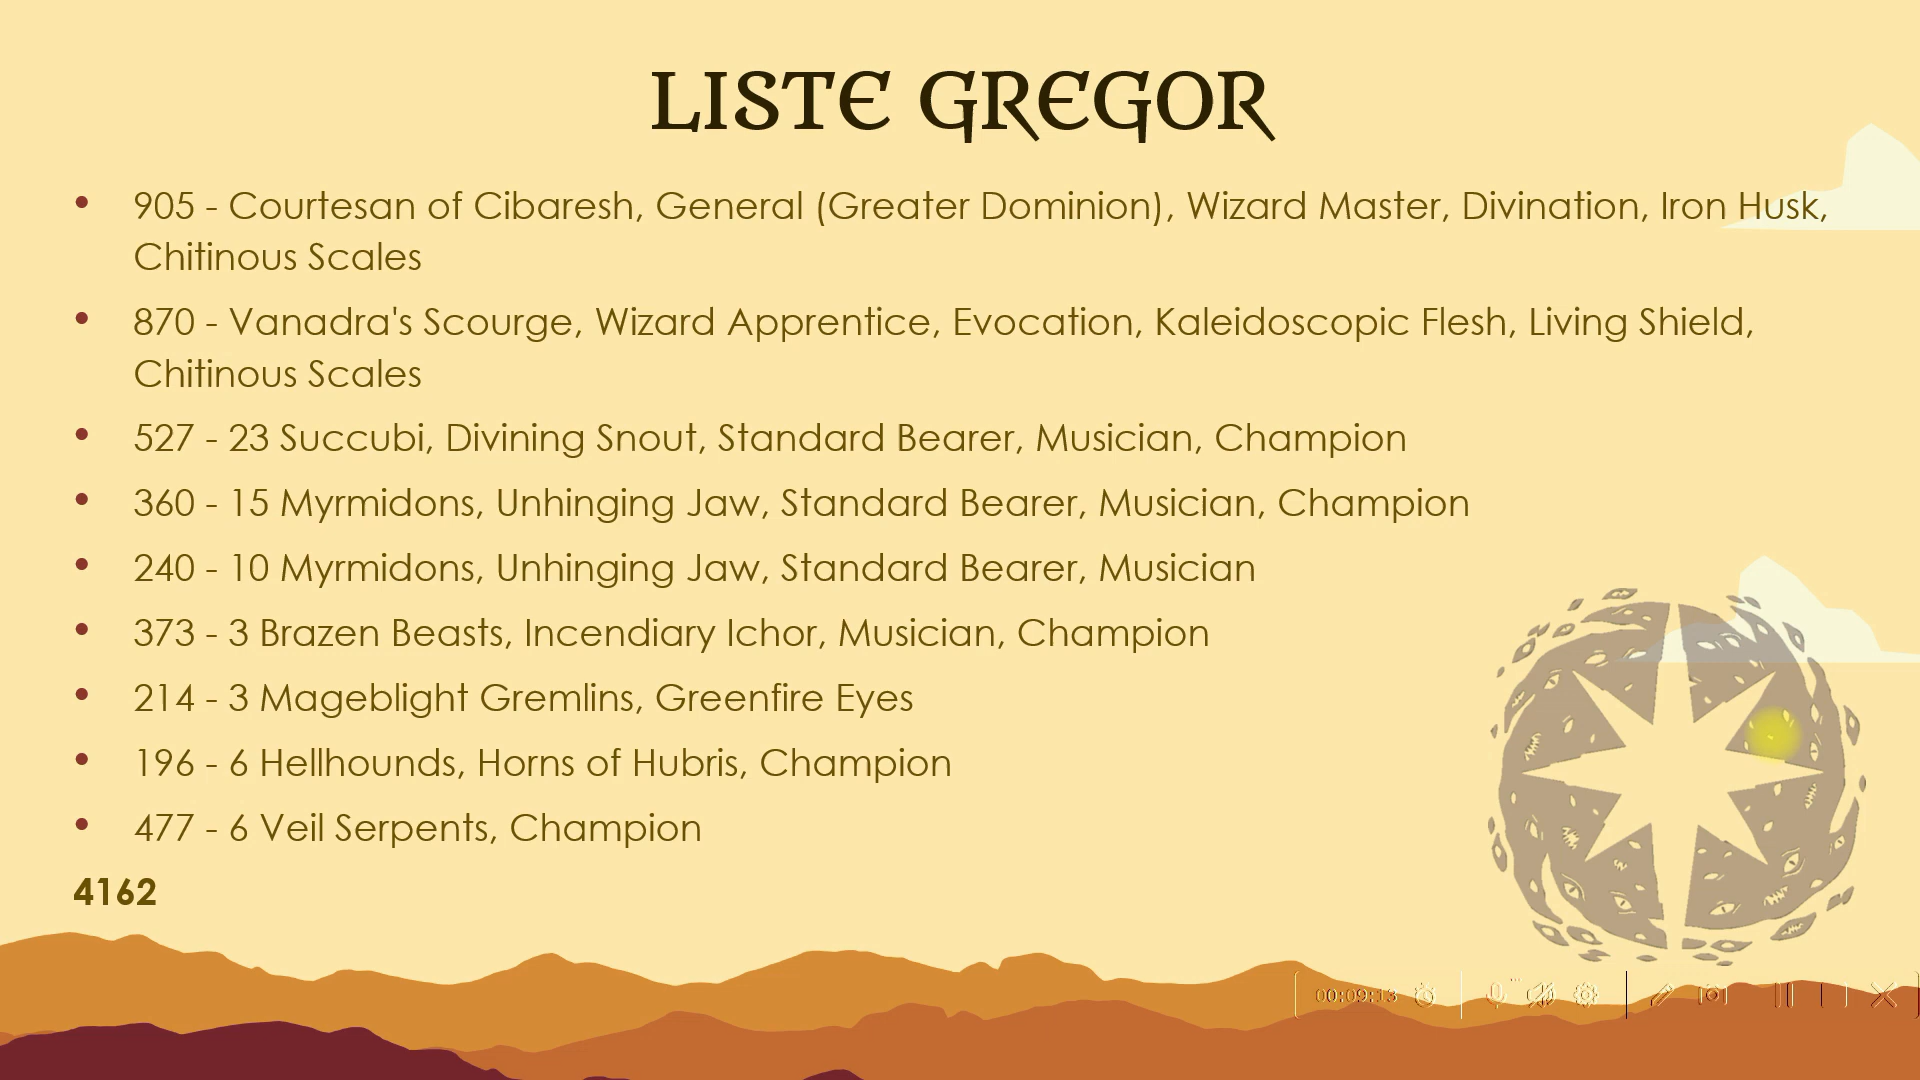 LISTE GREGOR
• 905 - Courtesan of Cibaresh, General (Greater Dominion), Wizard Master, Divination, Iron Husk,
Chitinous Scales
• 870 - Vanadra's Scourge, Wizard Apprentice, Evocation, Kaleidoscopic Flesh, Living Shield,
Chitinous Scales
• 527 - 23 Succubi, Divining Snout, Standard Bearer, Musician, Champion
• 360 - 15 Myrmidons, Unhinging Jaw, Standard Bearer, Musician, Champion
• 240 - 10 Myrmidons, Unhinging Jaw, Standard Bearer, Musician
• 373 - 3 Brazen Beasts, Incendiary Ichor, Musician, Champion
• 214 - 3 Mageblight Gremlins, Greenfire Eyes
• 196 - 6 Hellhounds, Horns of Hubris, Champion
• 477 - 6 Veil Serpents, Champion
4162
00:09:13